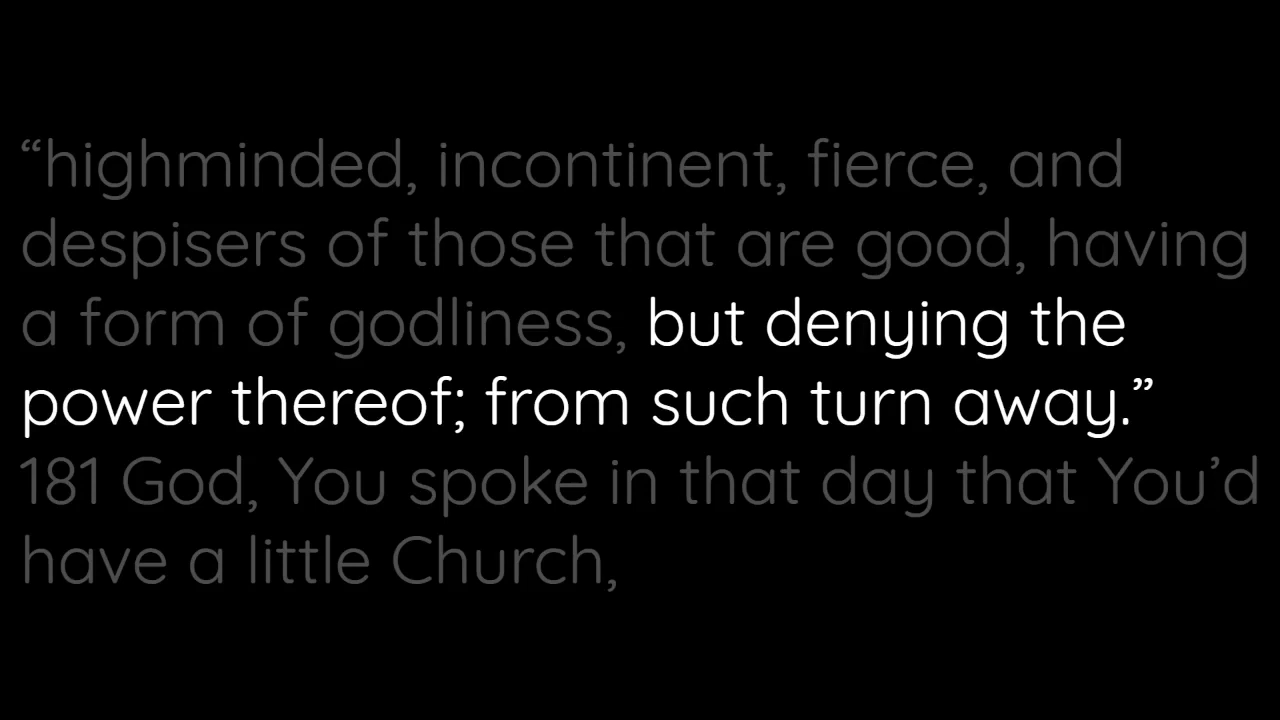 “highminded, incontinent, fierce, and
despisers of those that are good, having
a form of godliness, but denying the
power thereof; from such turn away.”
181 God, You spoke in that day that You’d
have a little Church,